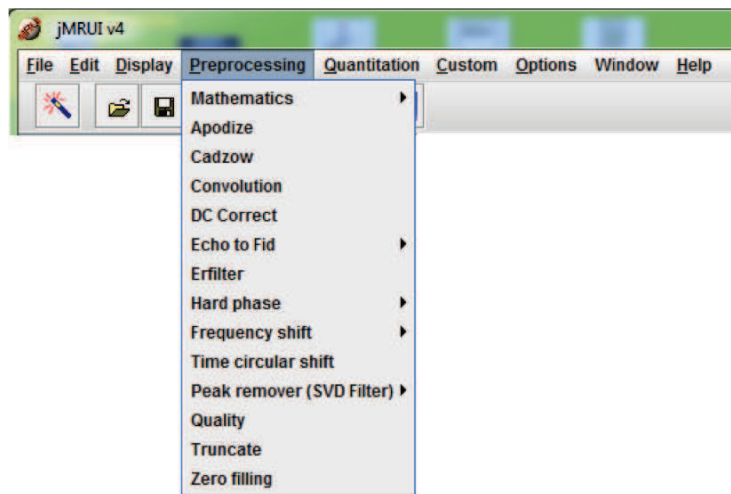 jMRUI v4
File Edit Display Preprocessing Quantitation Custom Options Window Help
Mathematics
Apodize
Cadzow
Convolution
DC Correct
Echo to Fid
Erfilter
Hard phase
Frequency shift
Time circular shift
Peak remover (SVD Filter)
Quality
Truncate
Zero filling